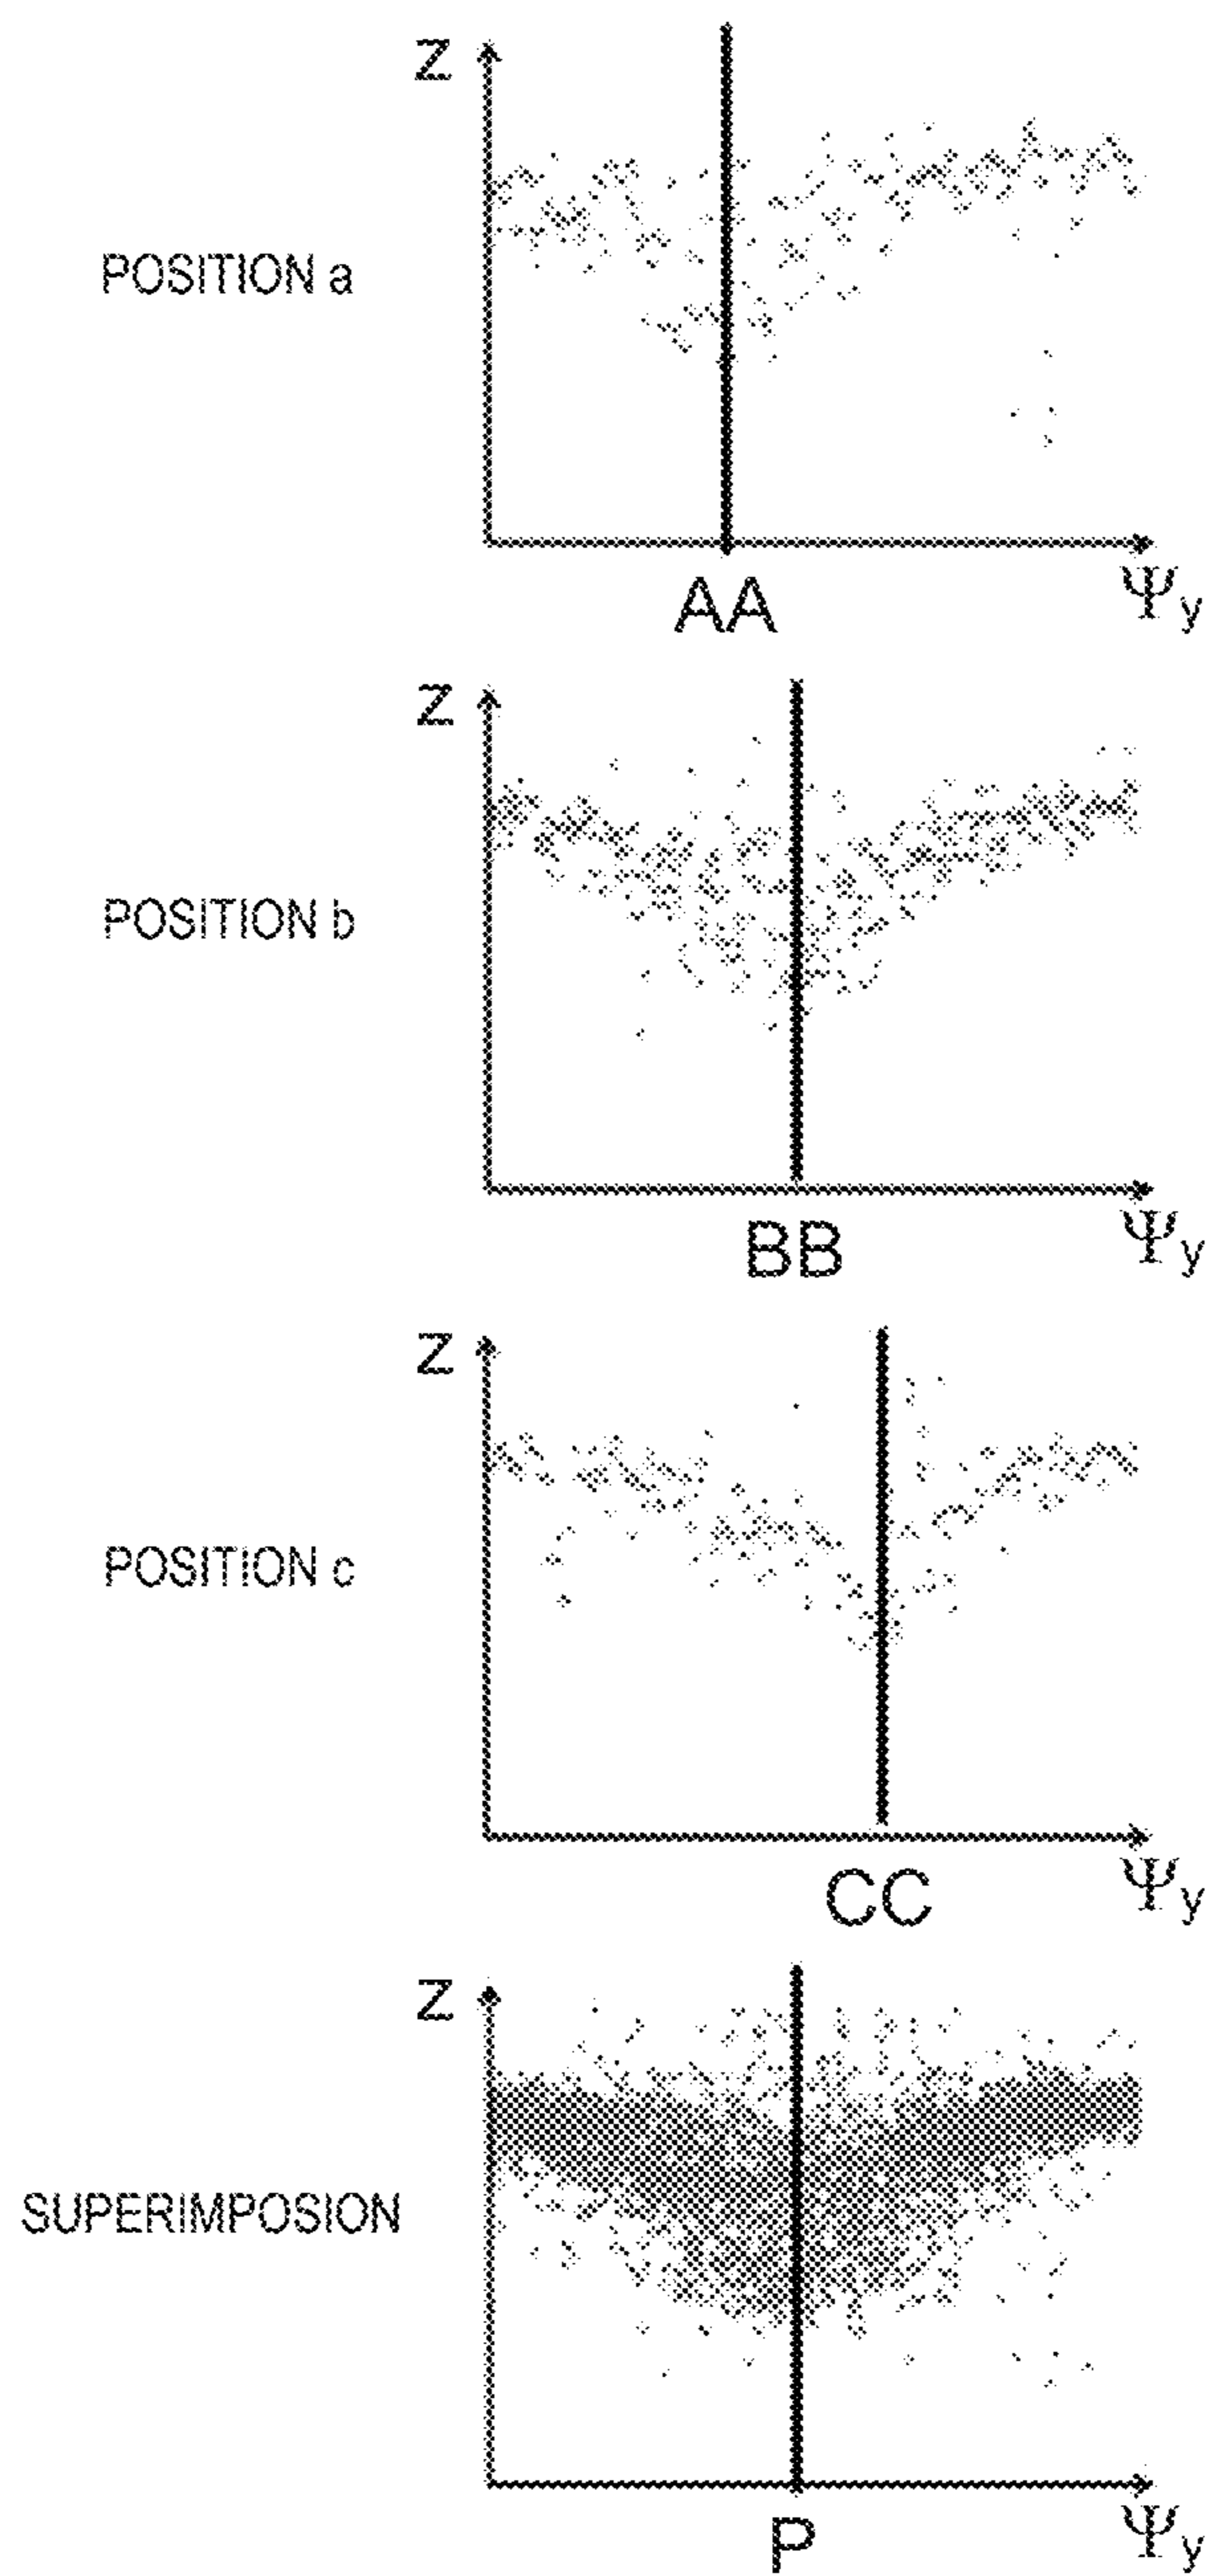 Z
POSITION a
AA
Ψy
Z
POSITION b
BB
Ψy
Z
POSITION c
CC
Ψy
Z
SUPERIMPOSION
P
Ψy